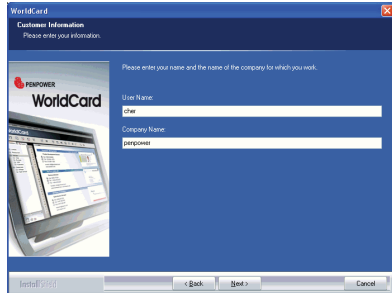 WorldCard
Customer Information
Please enter your information.
Please enter your name and the name of the company for which you work.
PENPOWER
WorldCard
User Name:
cher
Company Name:
penpower
InstallShield
< Back
Next >
Cancel